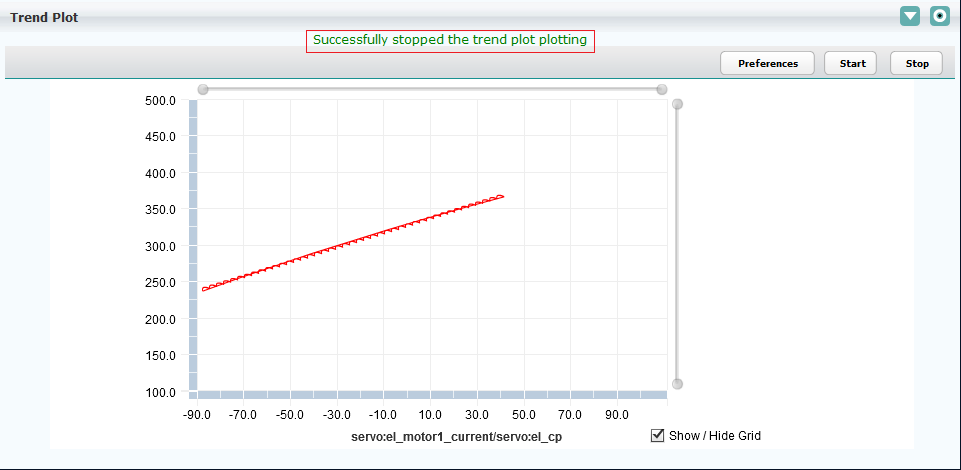 Trend Plot
Successfully stopped the trend plot plotting
Preferences Start Stop
500.0
450.0
400.0
350.0
300.0
250.0
200.0
150.0
100.0
-90.0 -70.0 -50.0 -30.0 -10.0 10.0 30.0 50.0 70.0 90.0
servo:el_motor1_current/servo:el_cp
Show / Hide Grid